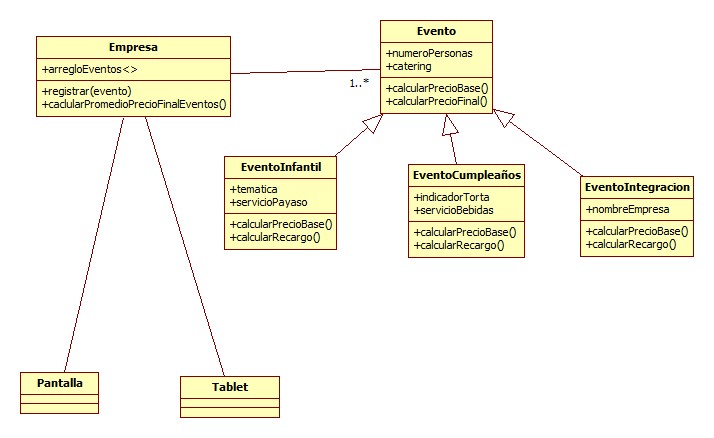 Empresa
+arregloEventos<>
+registrar(evento)
+caclularPromedioPrecioFinalEventos()
1..*
Evento
+numeroPersonas
+catering
+calcularPrecioBase()
+calcularPrecioFinal()
EventoInfantil
+tematica
+servicioPayaso
+calcularPrecioBase()
+calcularRecargo()
EventoCumpleaños
+indicadorTorta
+servicioBebidas
+calcularPrecioBase()
+calcularRecargo()
EventoIntegracion
+nombreEmpresa
+calcularPrecioBase()
+calcularRecargo()
Pantalla
Tablet